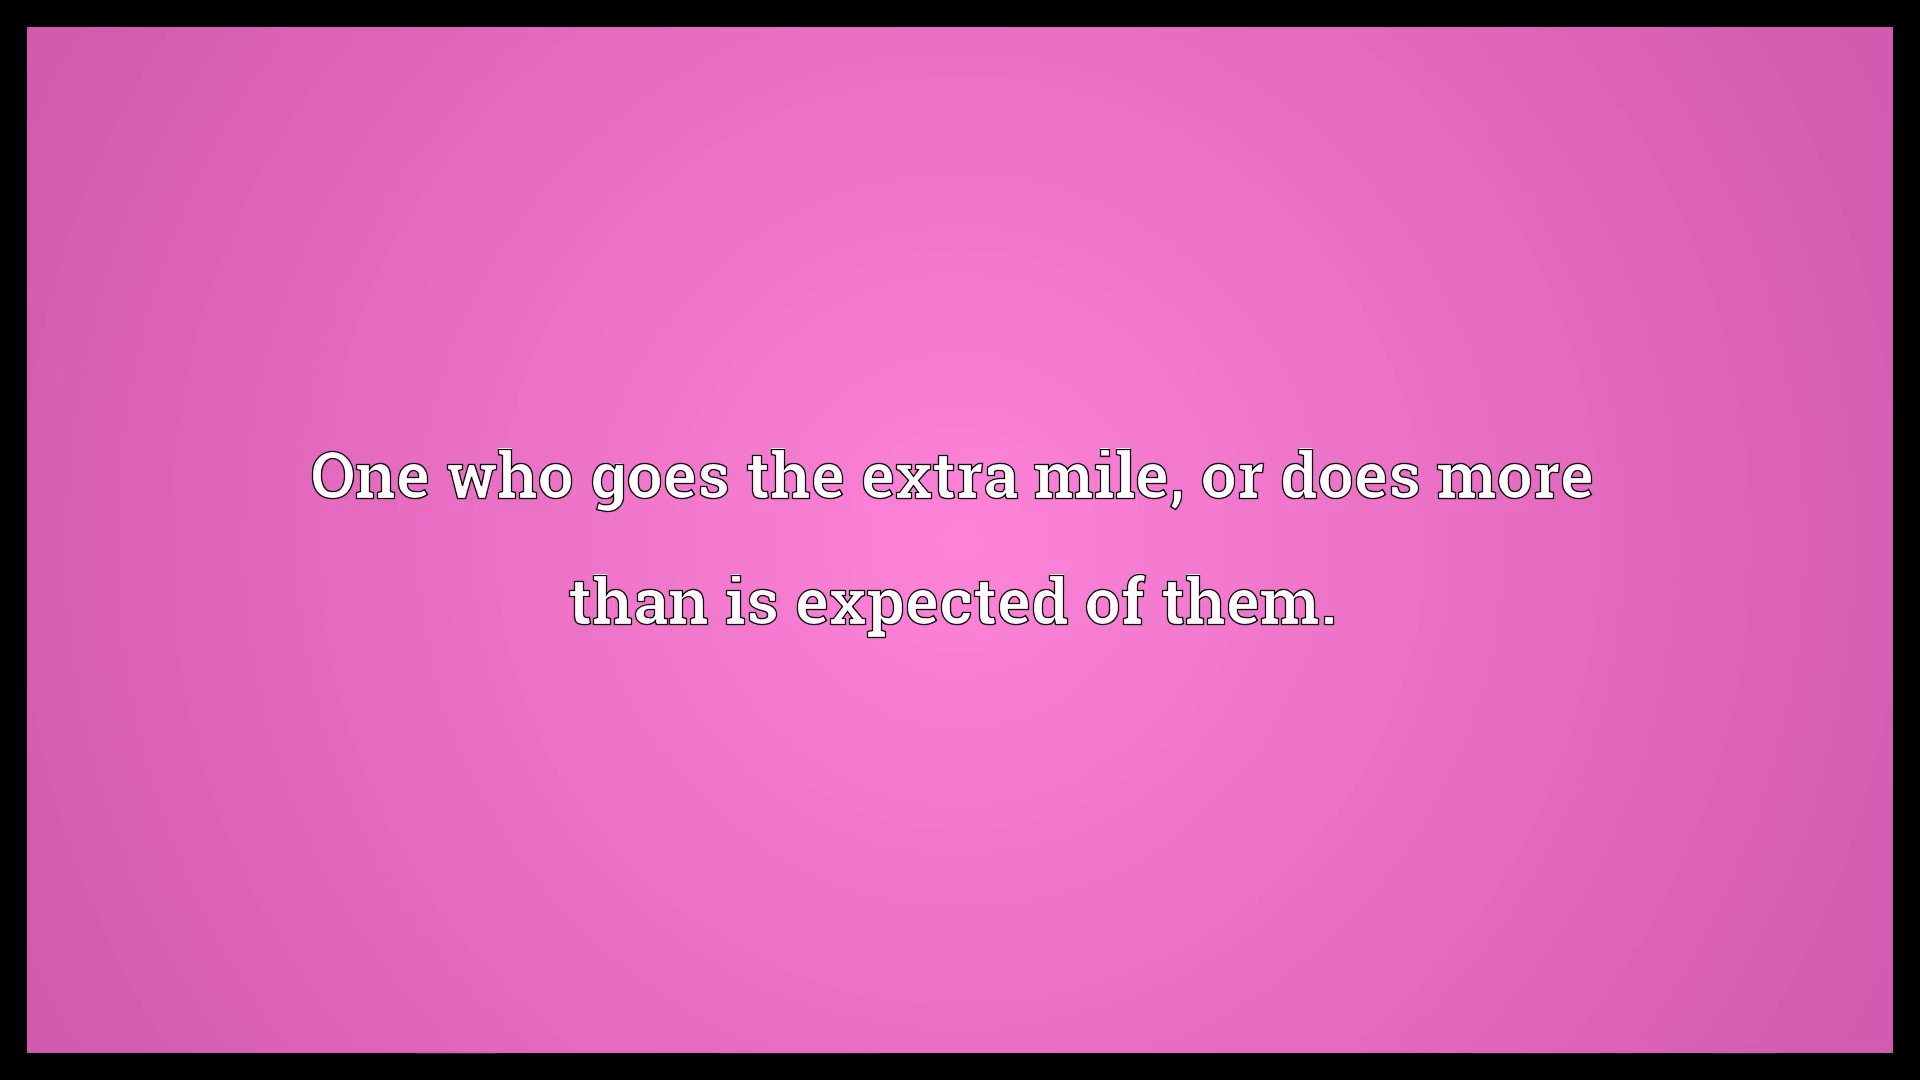 One who goes the extra mile, or does more
than is expected of them.